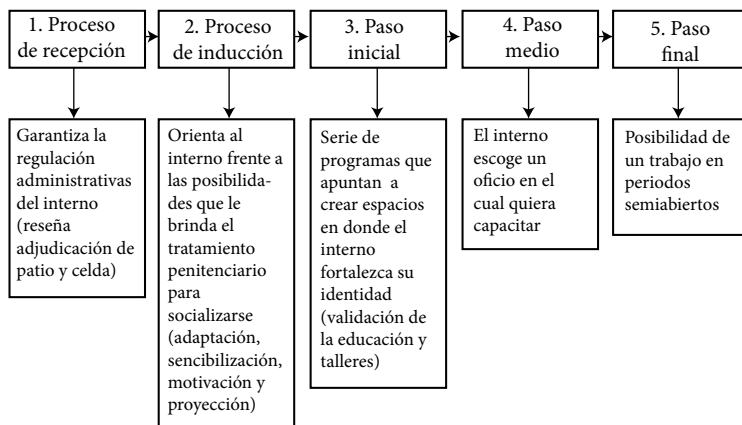 1. Proceso
de recepción
2. Proceso
de inducción
3. Paso
inicial
4. Paso
medio
5. Paso
final
Garantiza la
regulación
administrativas
del interno
(reseña
adjudicación de
patio y celda)
Orienta al
interno frente a
las posibilida-
des que le
brinda el
tratamiento
penitenciario
para
socializarse
(adaptación,
sencibilización,
motivación y
proyección)
Serie de
programas que
apuntan a
crear espacios
en donde el
interno
fortalezca su
identidad
(validación de
la educación y
talleres)
El interno
escoge un
oficio en el
cual quiera
capacitar
Posibilidad de
un trabajo en
periodos
semiabiertos